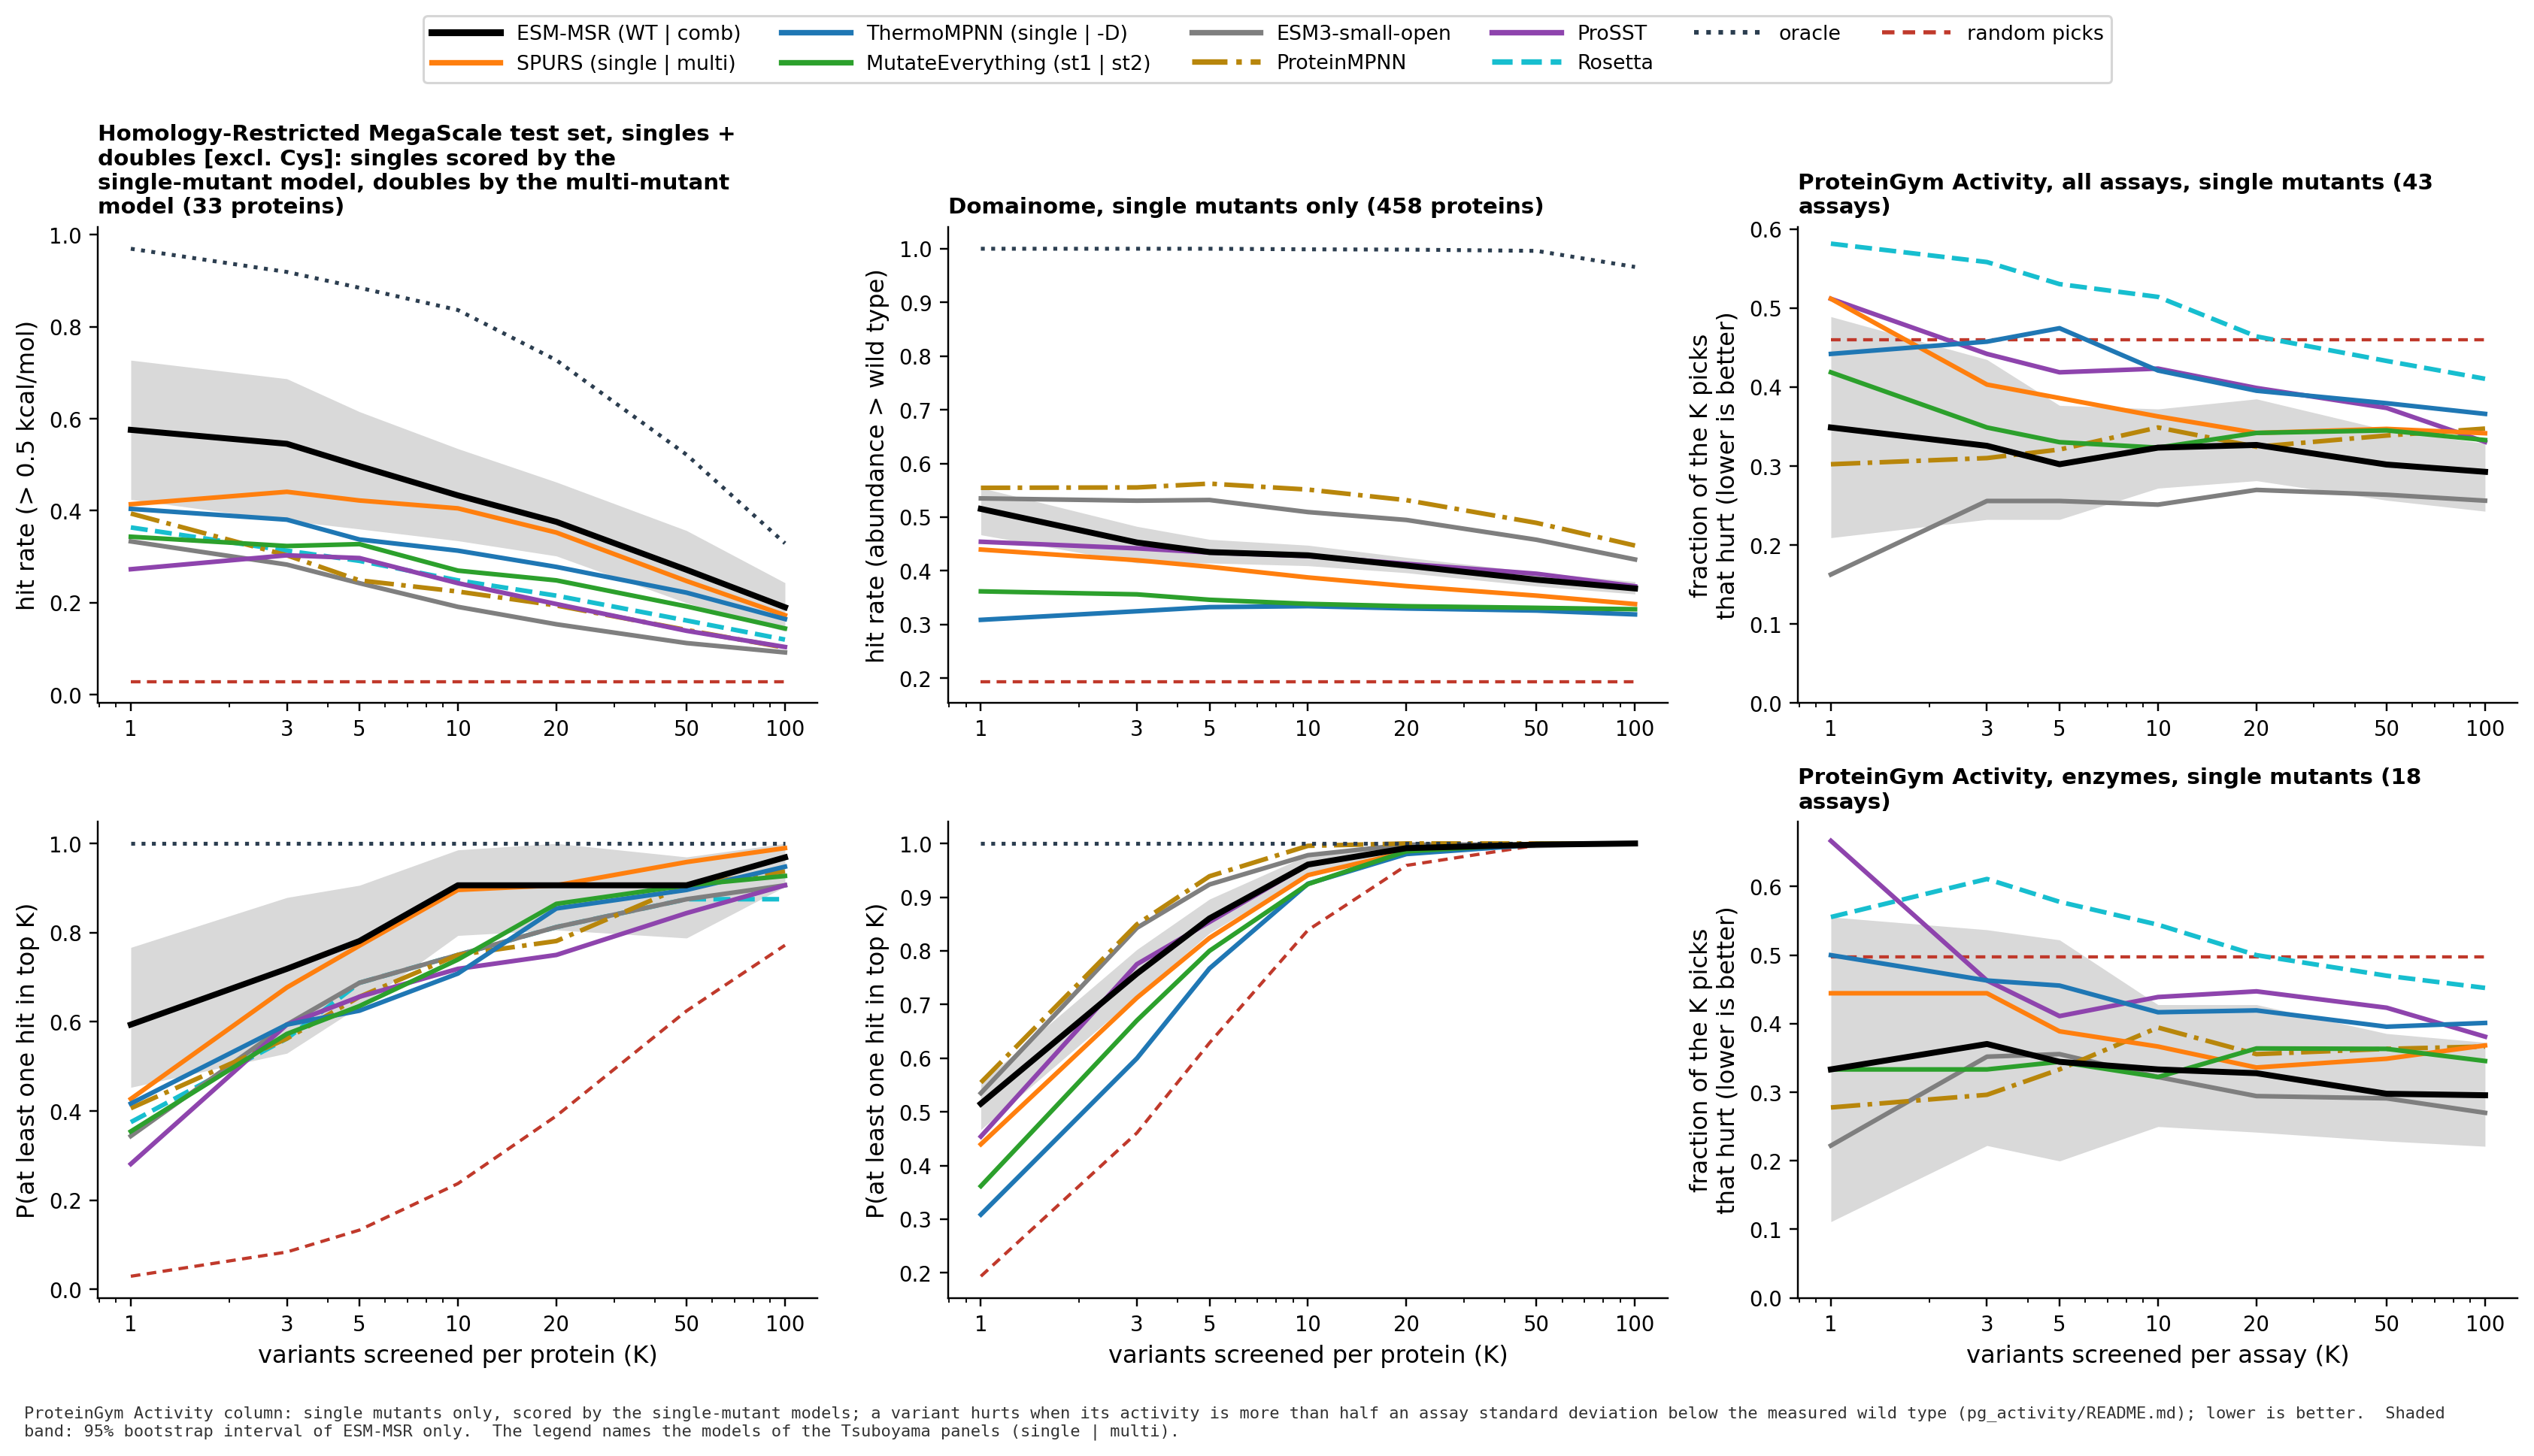 ESM-MSR (WT | comb)
SPURS (single | multi)
ThermoMPNN (single | -D)
MutateEverything (st1 | st2)
ESM3-small-open
ProteinMPNN
ProSST
Rosetta
oracle
random picks
Homology-Restricted MegaScale test set, singles +
doubles [excl. Cys]: singles scored by the
single-mutant model, doubles by the multi-mutant
model (33 proteins)
hit rate (> 0.5 kcal/mol)
1.0
0.8
0.6
0.4
0.2
0.0
1 3 5 10 20 50 100
Domainome, single mutants only (458 proteins)
hit rate (abundance > wild type)
1.0
0.9
0.8
0.7
0.6
0.5
0.4
0.3
0.2
1 3 5 10 20 50 100
ProteinGym Activity, all assays, single mutants (43
assays)
fraction of the K picks
that hurt (lower is better)
0.6
0.5
0.4
0.3
0.2
0.1
0.0
1 3 5 10 20 50 100
P(at least one hit in top K)
1.0
0.8
0.6
0.4
0.2
0.0
1 3 5 10 20 50 100
variants screened per protein (K)
P(at least one hit in top K)
1.0
0.9
0.8
0.7
0.6
0.5
0.4
0.3
0.2
1 3 5 10 20 50 100
variants screened per protein (K)
ProteinGym Activity, enzymes, single mutants (18
assays)
fraction of the K picks
that hurt (lower is better)
0.6
0.5
0.4
0.3
0.2
0.1
0.0
1 3 5 10 20 50 100
variants screened per assay (K)
ProteinGym Activity column: single mutants only, scored by the single-mutant models; a variant hurts when its activity is more than half an assay standard deviation below the measured wild type (pg_activity/README.md); lower is better.  Shaded
band: 95% bootstrap interval of ESM-MSR only.  The legend names the models of the Tsuboyama panels (single | multi).